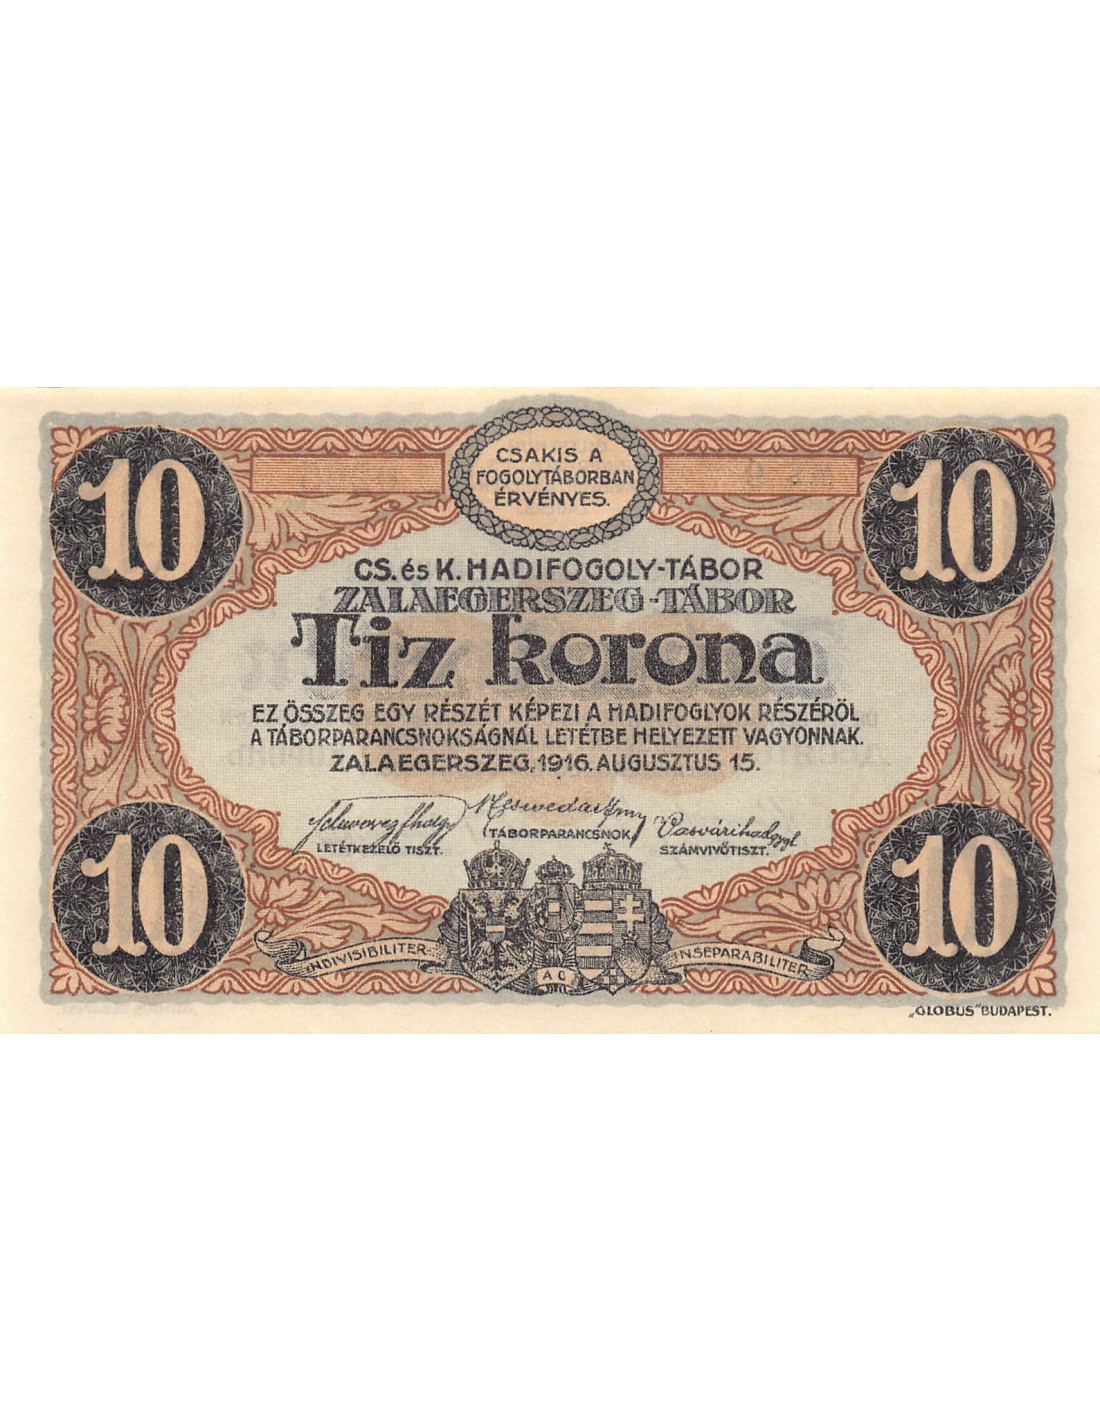 10
10
CSAKIS A
FOGOLYTÁBORBAN
ÉRVÉNYES.
CS. és K. HADIFOGOLY-TÁBOR
ZALAEGERSZEG-TÁBOR
Tiz korona
EZ ÖSSZEG EGY RÉSZÉT KÉPEZI A HADIFOGLYOK RÉSZÉRŐL
A TÁBORPARANCSNOKSÁGNÁL LETÉTBE HELYEZETT VAGYONNAK.
ZALAEGERSZEG, 1916. AUGUSZTUS 15.
LETÉTKEZELŐ TISZT.
TÁBORPARANCSNOK
SZÁMVIVŐTISZT.
10
10
INDIVISIBILITER
AC
INSEPARABILITER
„GLOBUS" BUDAPEST.